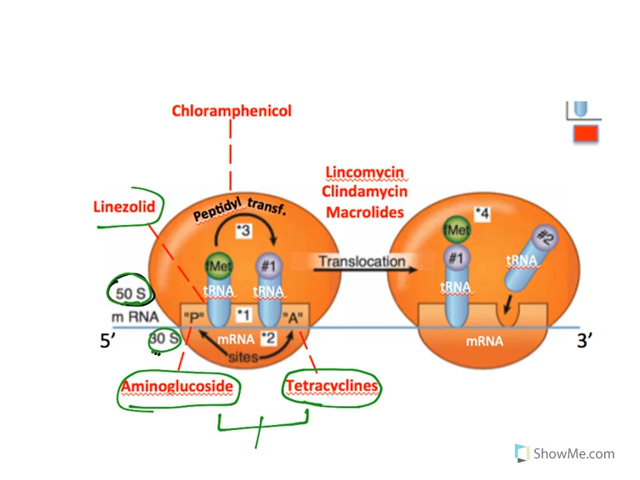 Chloramphenicol
Lincomycin
Clindamycin
Macrolides
Linezolid
Peptidyl transf.
*3
*4
fMet
#1
fMet
#1
#2
Translocation
tRNA
tRNA
tRNA
tRNA
50 S
m RNA
"P"
*1
"A"
5’
30 S
mRNA
*2
sites
mRNA
3’
Aminoglucoside
Tetracyclines
ShowMe.com